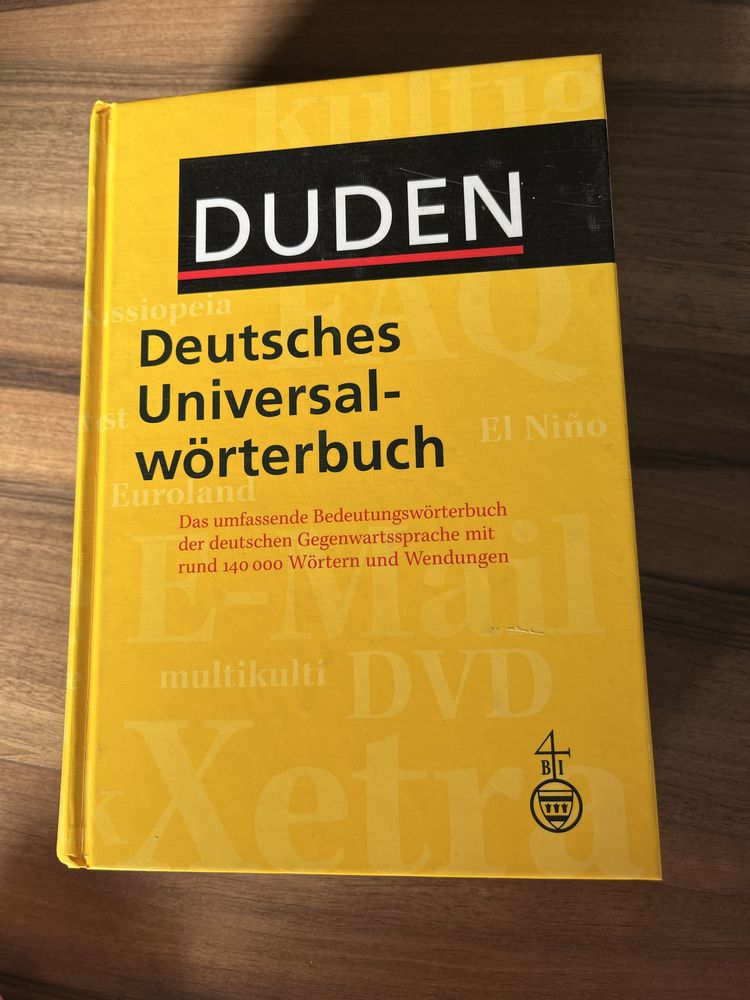 kultig
DUDEN
FAQ
Deutsches
Universal-
wörterbuch
El Niño
Euroland
Das umfassende Bedeutungswörterbuch
der deutschen Gegenwartssprache mit
rund 140 000 Wörtern und Wendungen
E-Mail
multikulti
DVD
Xetra
B I